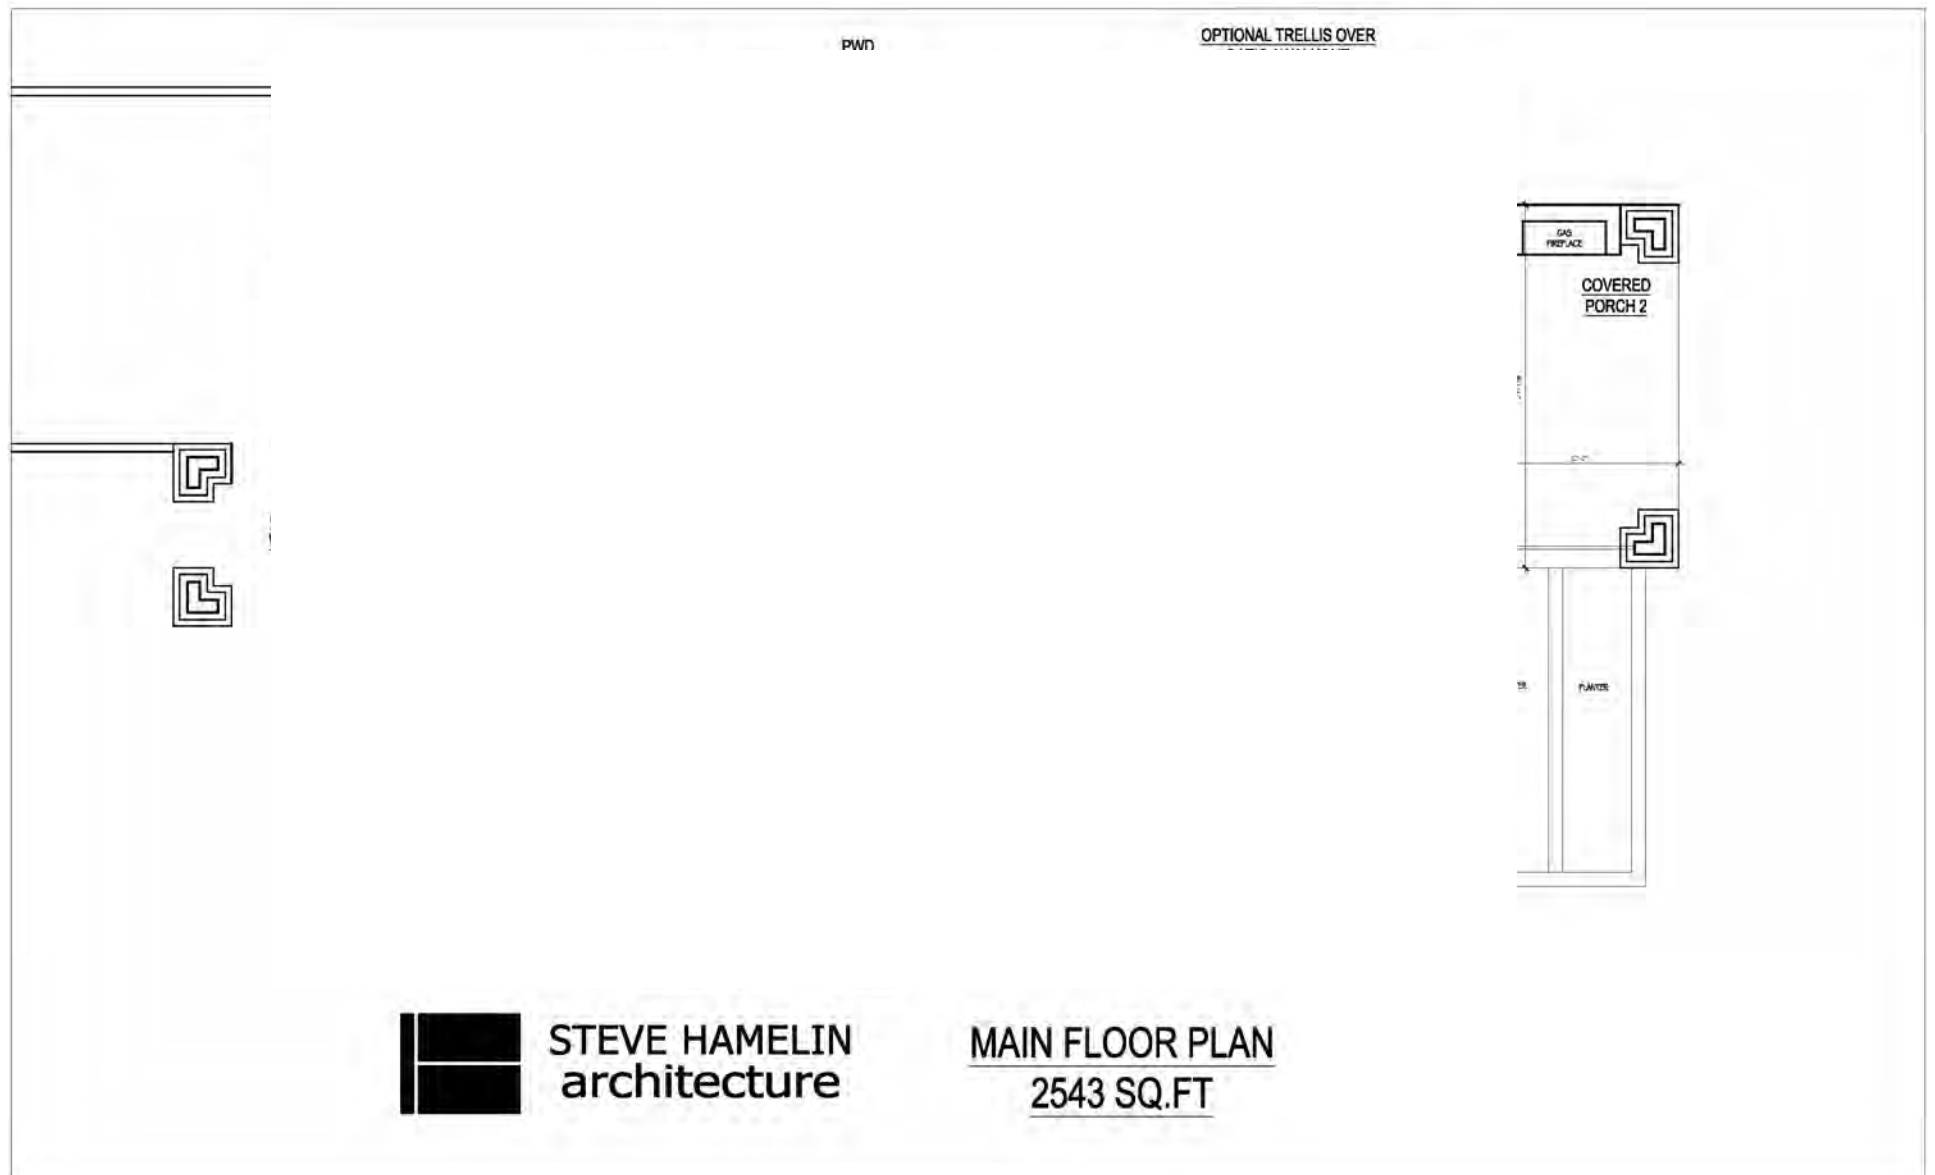 PWD
OPTIONAL TRELLIS OVER
GAS
FIREPLACE
COVERED
PORCH 2
PLANTER
STEVE HAMELIN
architecture
MAIN FLOOR PLAN
2543 SQ.FT